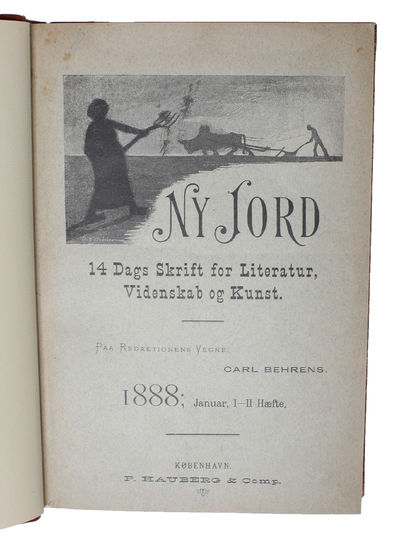 NY JORD
14 Dags Skrift for Literatur,
Videnskab og Kunst.
PAA REDAKTIONENS VEGNE:
CARL BEHRENS.
1888; Januar, I–II Hæfte.
KØBENHAVN.
P. HAUBERG & Comp.